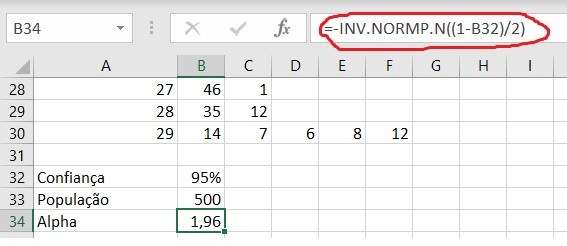 B34 fx =-INV.NORMP.N((1-B32)/2)
A B C D E F G H I
28 27 46 1
29 28 35 12
30 29 14 7 6 8 12
31
32 Confiança 95%
33 População 500
34 Alpha 1,96